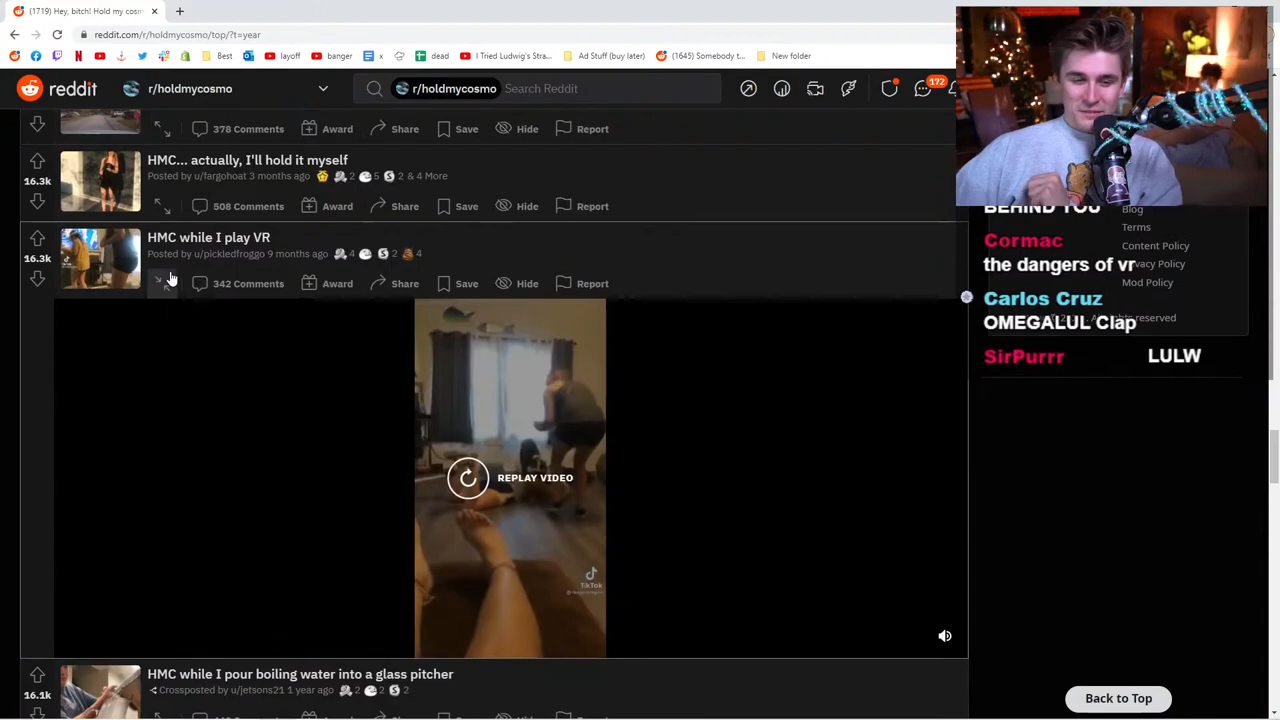 (1719) Hey, bitch! Hold my cosm
reddit.com/r/holdmycosmo/top/?t=year
Best
layoff
banger
x
dead
I Tried Ludwig's Stra
Ad Stuff (buy later)
(1645) Somebody t
New folder
reddit
r/holdmycosmo
r/holdmycosmo
Search Reddit
172
378 Comments
Award
Share
Save
Hide
Report
HMC... actually, I'll hold it myself
16.3k
Posted by u/fargohoat 3 months ago
2
5
2 & 4 More
508 Comments
Award
Share
Save
Hide
Report
HMC while I play VR
16.3k
Posted by u/pickledfroggo 9 months ago
4
2
4
342 Comments
Award
Share
Save
Hide
Report
REPLAY VIDEO
TikTok
HMC while I pour boiling water into a glass pitcher
16.1k
Crossposted by u/jetsons21 1 year ago
2
2
2
BEHIND YOU
Blog
Terms
Content Policy
Mod Policy
Cormac
the dangers of vr
Carlos Cruz
OMEGALUL Clap
reserved
SirPurrr
LULW
Back to Top